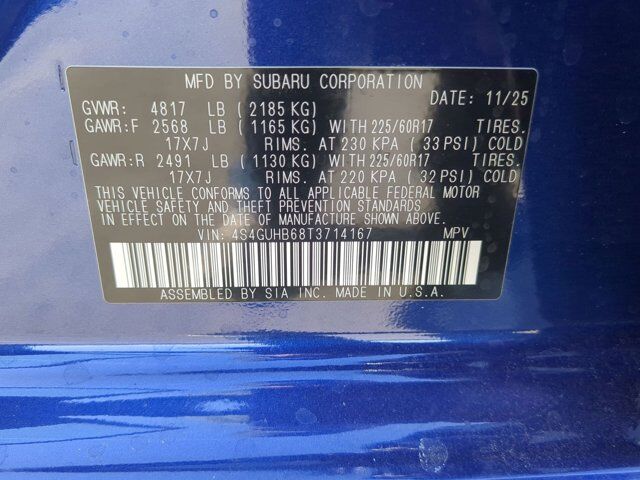 MFD BY SUBARU CORPORATION
GVWR: 4817 LB ( 2185 KG) DATE: 11/25
GAWR:F 2568 LB ( 1165 KG) WITH 225/60R17 TIRES.
17X7J RIMS. AT 230 KPA ( 33 PSI) COLD
GAWR:R 2491 LB ( 1130 KG) WITH 225/60R17 TIRES.
17X7J RIMS. AT 220 KPA ( 32 PSI) COLD
THIS VEHICLE CONFORMS TO ALL APPLICABLE FEDERAL MOTOR
VEHICLE SAFETY AND THEFT PREVENTION STANDARDS
IN EFFECT ON THE DATE OF MANUFACTURE SHOWN ABOVE.
VIN: 4S4GUHB68T3714167 MPV
ASSEMBLED BY SIA INC. MADE IN U.S.A.